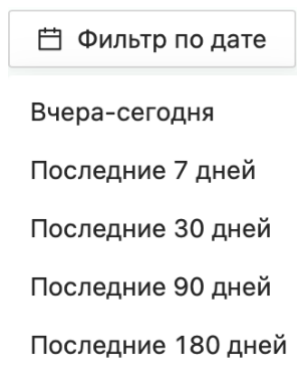 Фильтр по дате
Вчера-сегодня
Последние 7 дней
Последние 30 дней
Последние 90 дней
Последние 180 дней